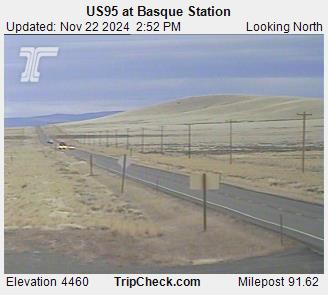 US95 at Basque Station
Updated: Nov 22 2024  2:52 PM Looking North
Elevation 4460 TripCheck.com Milepost 91.62